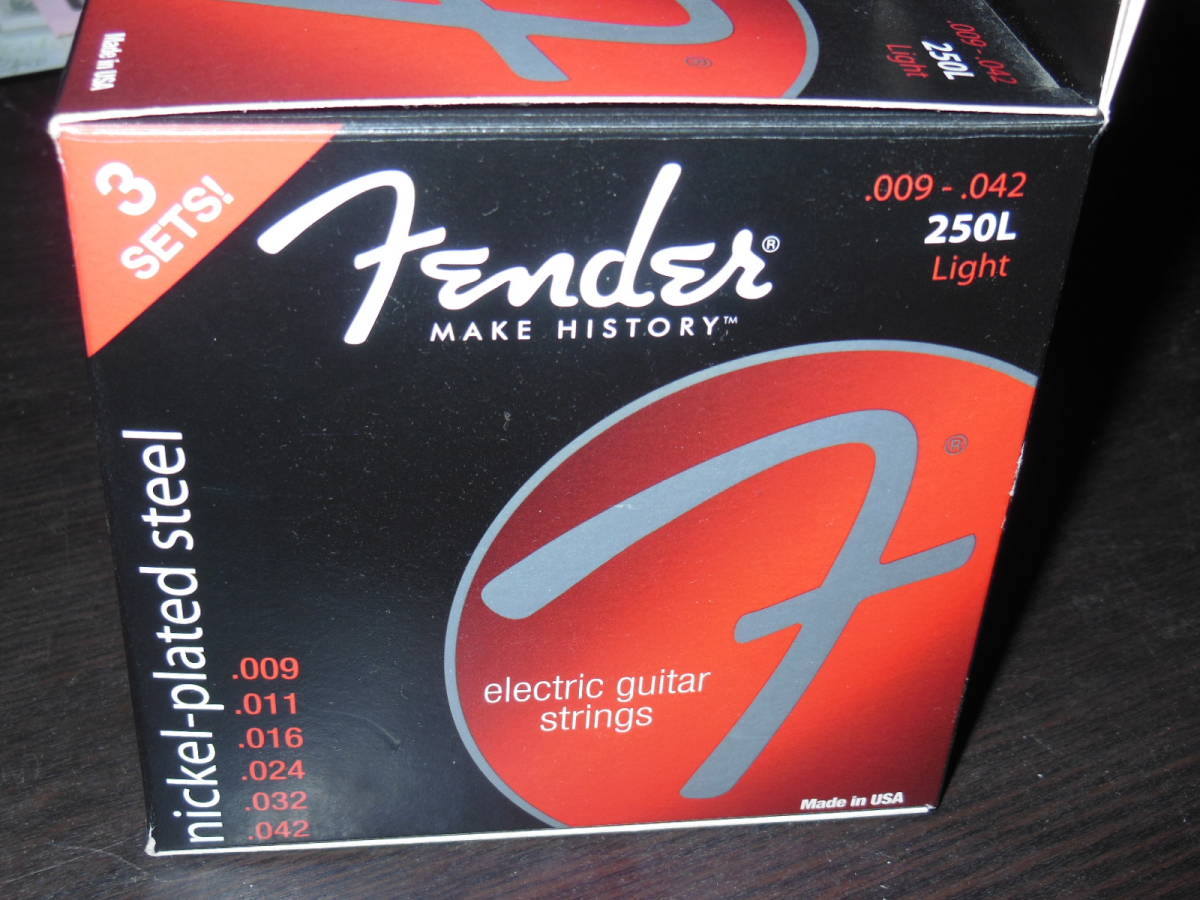 Made in USA
®
.009 - .042
250L
Light
3
SETS!
Fender®
MAKE HISTORY™
.009 - .042
250L
Light
®
nickel-plated steel
.009
.011
.016
.024
.032
.042
electric guitar
strings
Made in USA